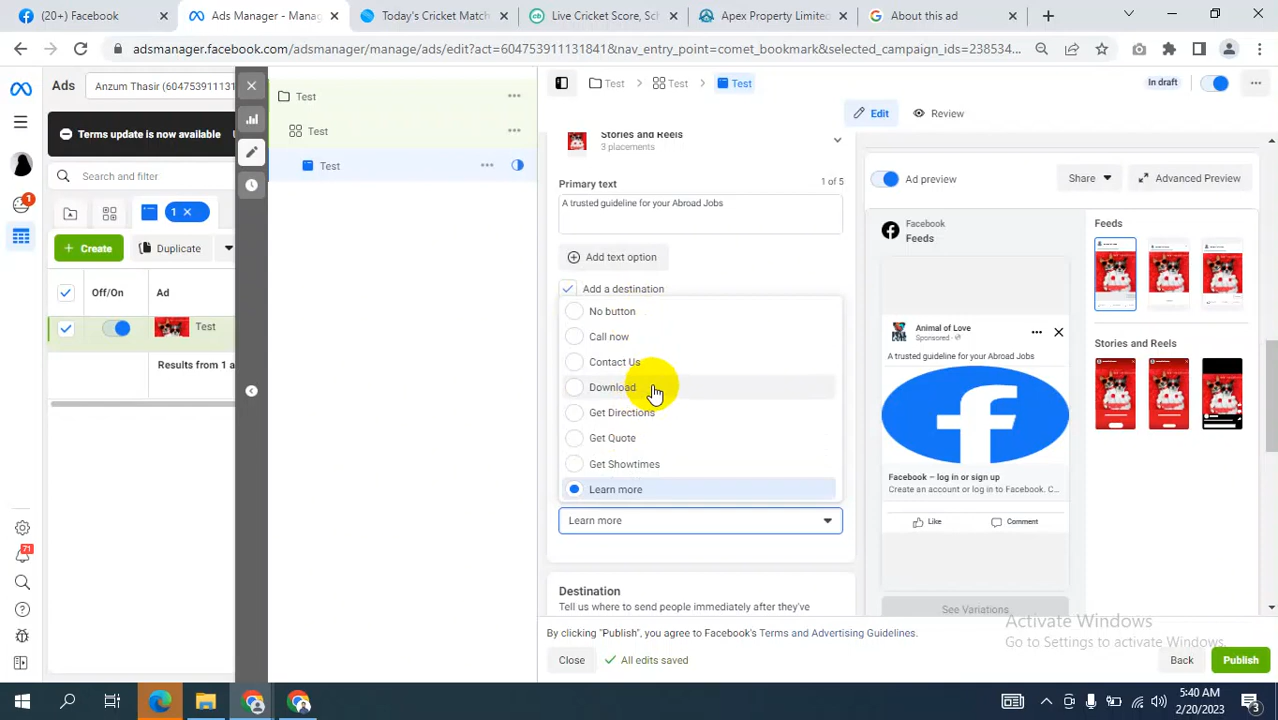 (20+) Facebook
Ads Manager - Manag
Today's Cricket Match
Live Cricket Score, Sch
Apex Property Limited
About this ad
adsmanager.facebook.com/adsmanager/manage/ads/edit?act=604753911131841&nav_entry_point=comet_bookmark&selected_campaign_ids=238534...
Ads
Anzum Thasir (6047539111318
Terms update is now available
Search and filter
1
Create
Duplicate
Off/On
Ad
Test
Results from 1 a
1
71
Test
Test
Test
Test
Test
Test
In draft
Edit
Review
Stories and Reels
3 placements
Primary text
1 of 5
A trusted guideline for your Abroad Jobs
Add text option
Add a destination
No button
Call now
Contact Us
Download
Get Directions
Get Quote
Get Showtimes
Learn more
Learn more
Destination
Tell us where to send people immediately after they've
Ad preview
Share
Advanced Preview
Facebook
Feeds
Animal of Love
Sponsored
A trusted guideline for your Abroad Jobs
Facebook – log in or sign up
Create an account or log in to Facebook. C...
Like
Comment
See Variations
Feeds
Stories and Reels
By clicking "Publish", you agree to Facebook's Terms and Advertising Guidelines.
Close
All edits saved
Back
Publish
Activate Windows
Go to Settings to activate Windows.
5:40 AM
2/20/2023
3